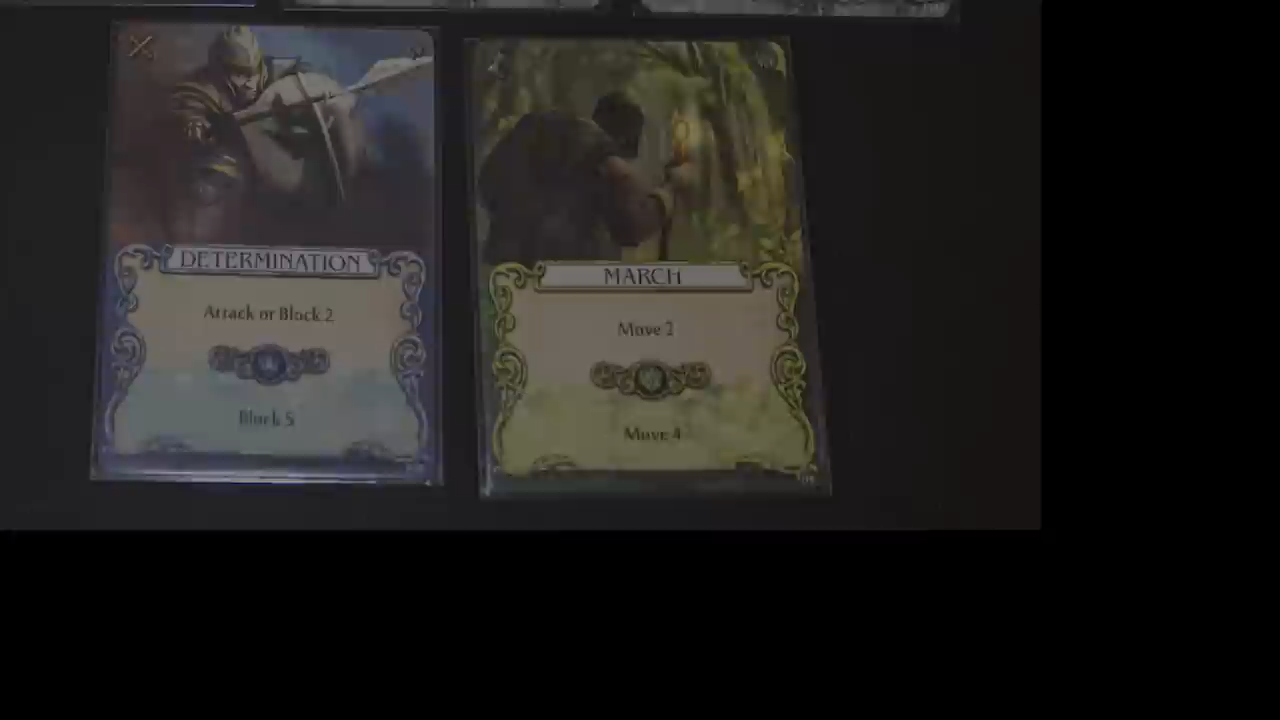 DETERMINATION
Attack or Block 2
Block 5
MARCH
Move 2
Move 4